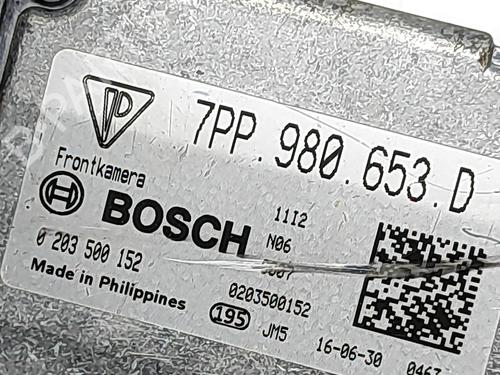 7PP.980.653.D
Frontkamera
BOSCH
11I2
N06
0 203 500 152
Made in Philippines
0203500152
195
JM5
16-06-30
0467